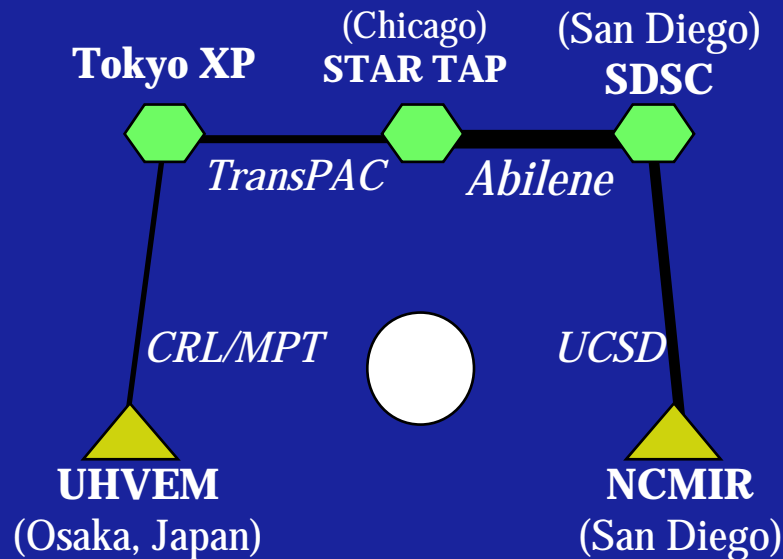 (Chicago)
(San Diego)
Tokyo XP
STAR TAP
SDSC
TransPAC
Abilene
CRL/MPT
UCSD
UHVEM
NCMIR
(Osaka, Japan)
(San Diego)